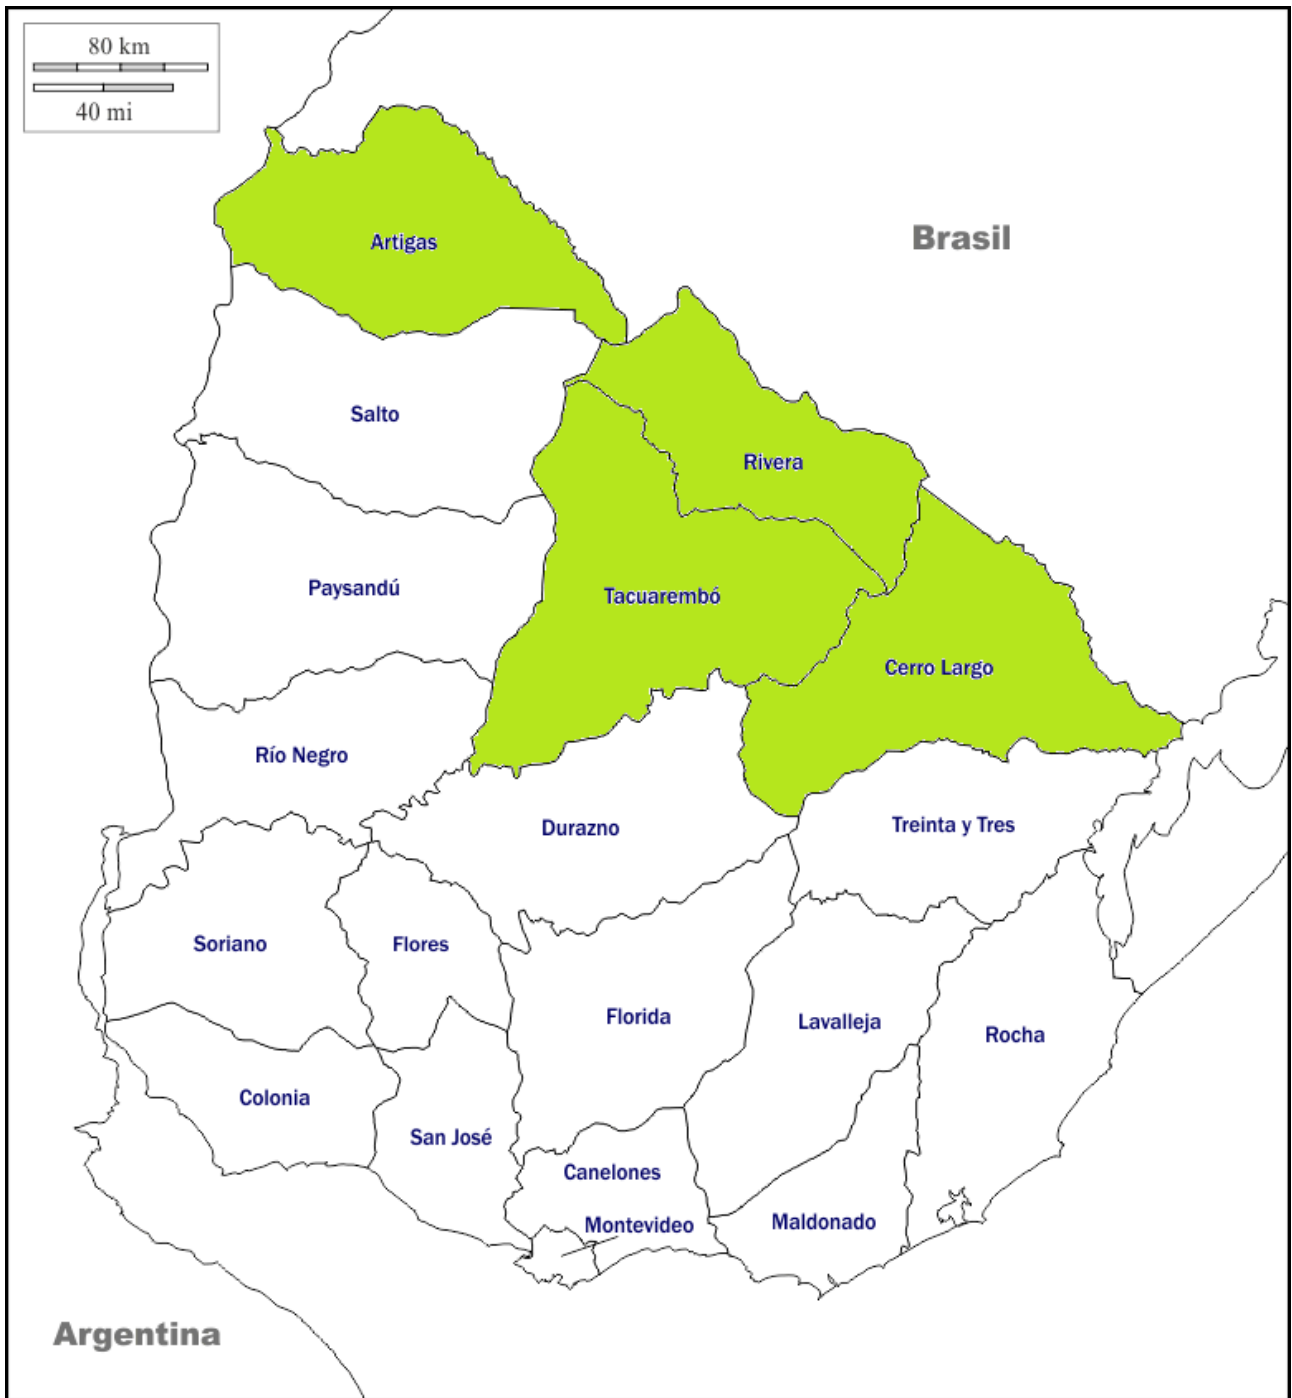 80 km
40 mi
Brasil
Artigas
Salto
Rivera
Paysandú
Tacuarembó
Cerro Largo
Río Negro
Durazno
Treinta y Tres
Soriano
Flores
Florida
Lavalleja
Rocha
Colonia
San José
Canelones
Montevideo
Maldonado
Argentina